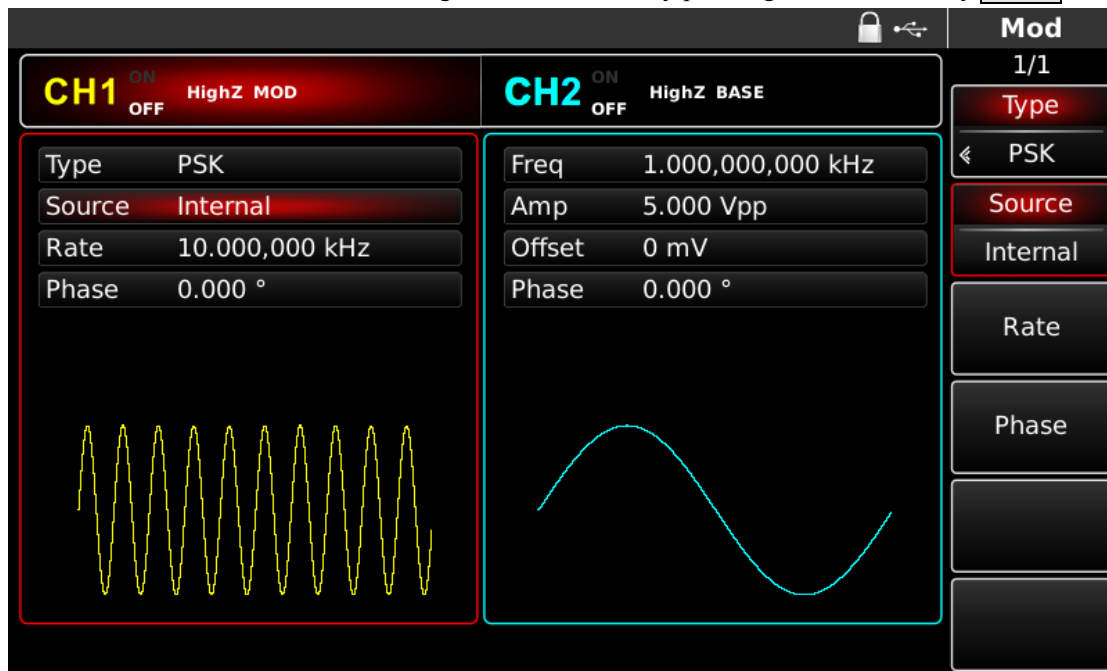 Mod
1/1
CH1 ON OFF HighZ MOD
CH2 ON OFF HighZ BASE
Type PSK
Source Internal
Rate 10.000,000 kHz
Phase 0.000 °
Freq 1.000,000,000 kHz
Amp 5.000 Vpp
Offset 0 mV
Phase 0.000 °
Type
PSK
Source
Internal
Rate
Phase